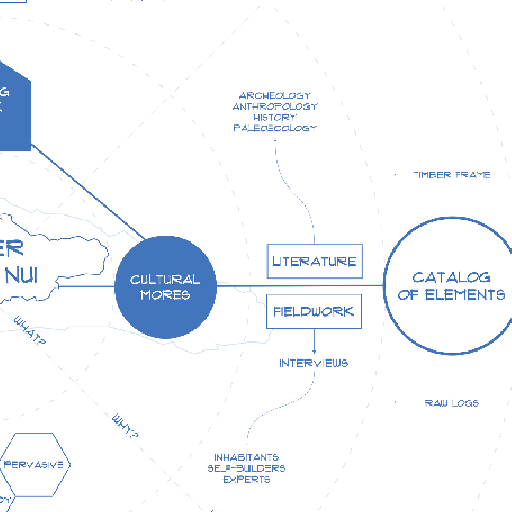 ARCHEOLOGY
ANTHROPOLOGY
HISTORY
PALEOECOLOGY
TIMBER FRAME
LITERATURE
CULTURAL
MORES
CATALOG
OF ELEMENTS
NUI
FIELDWORK
WHAT?
INTERVIEWS
RAW LOGS
WHY?
INHABITANTS
SELF-BUILDERS
EXPERTS
PERVASIVE